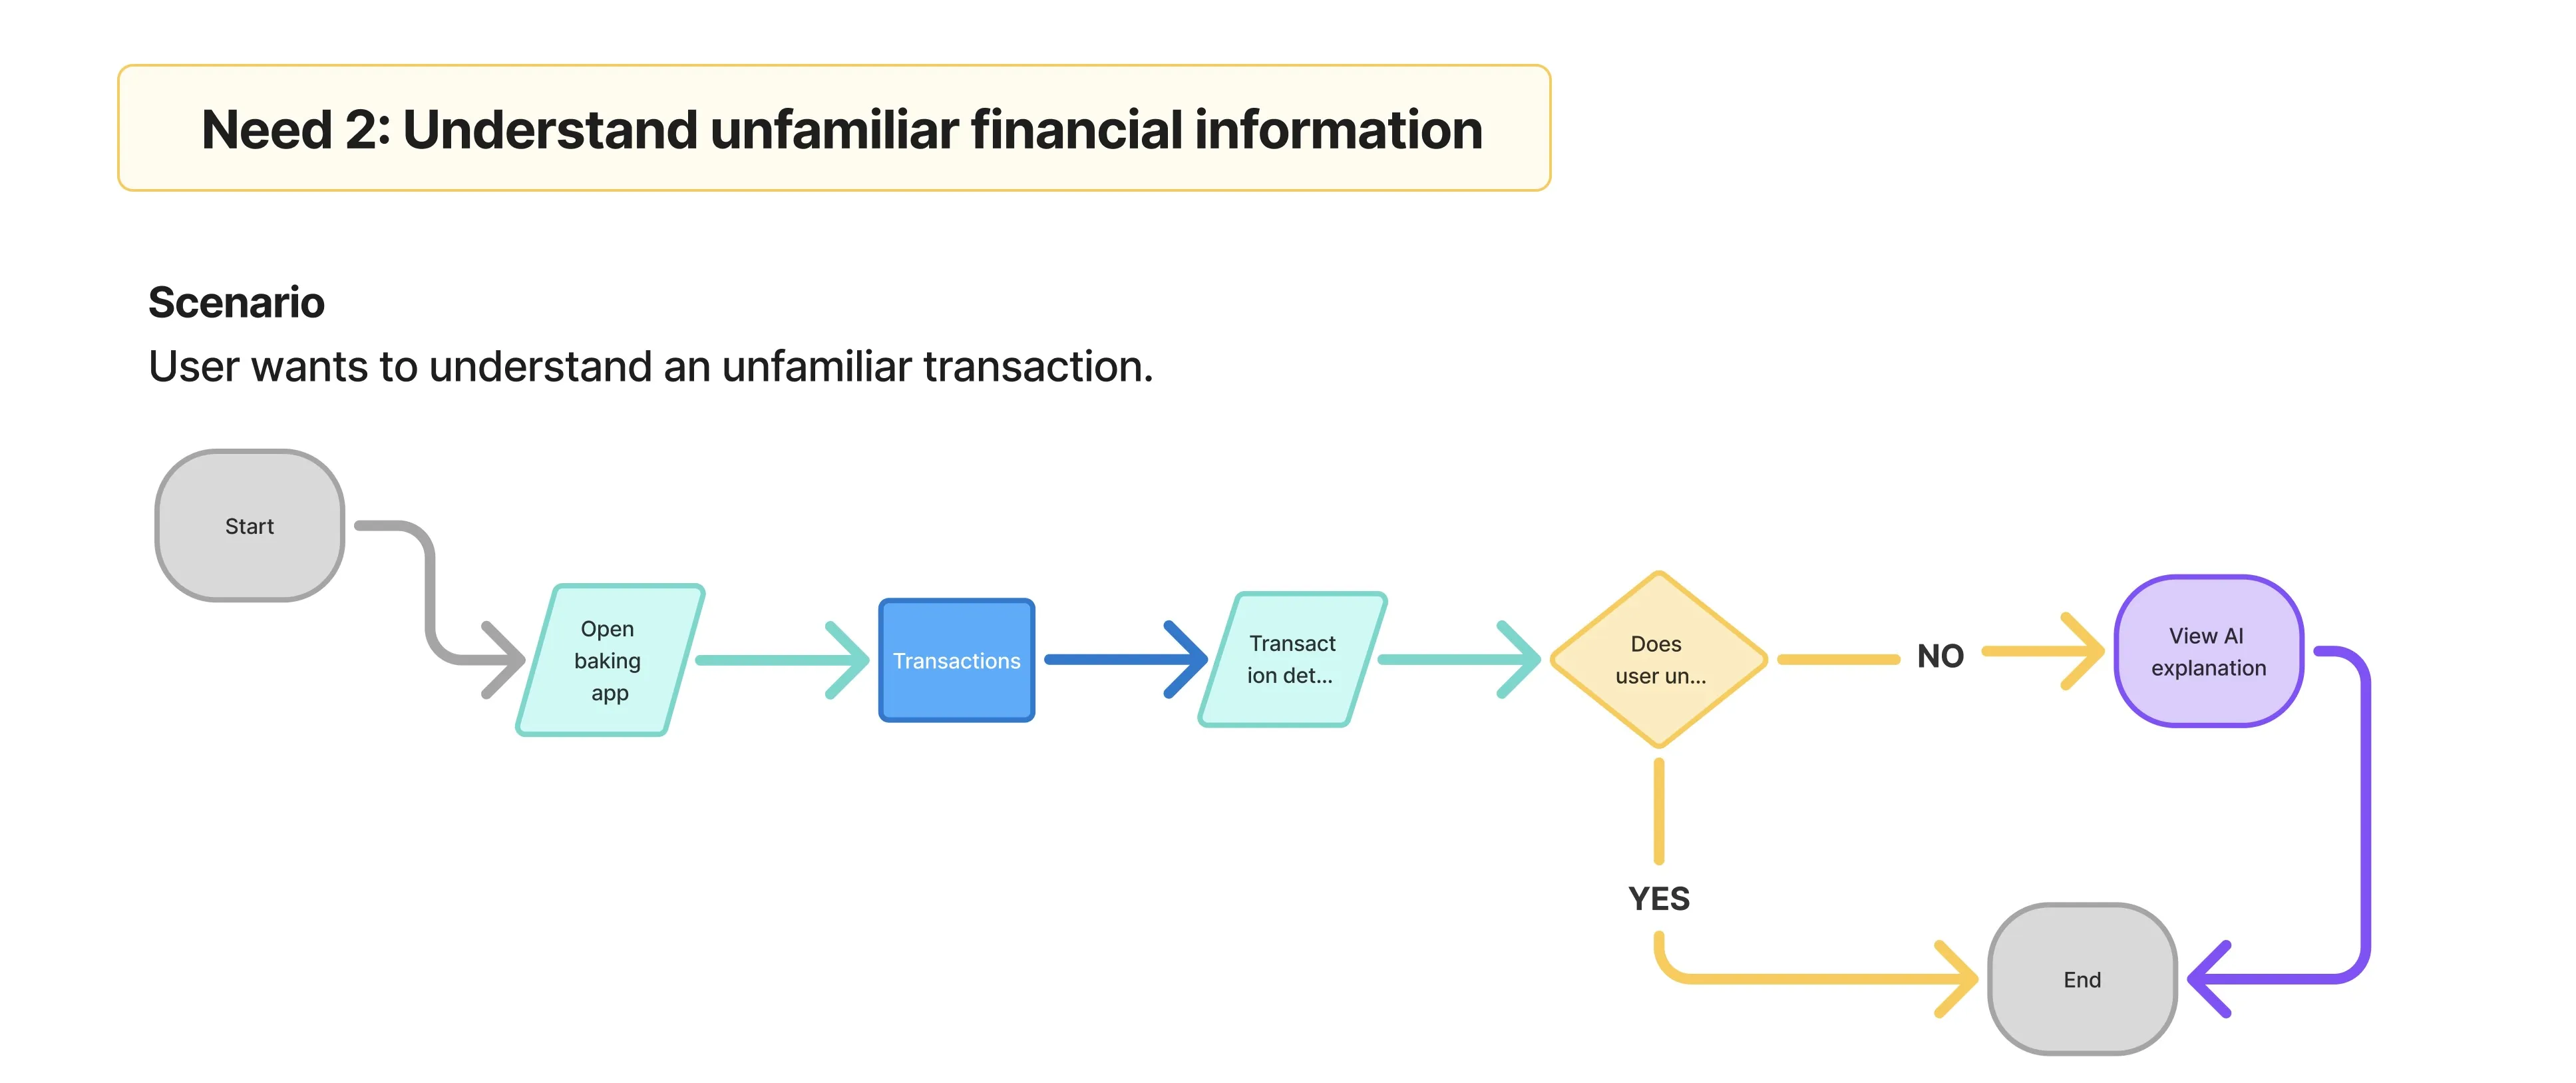 Need 2: Understand unfamiliar financial information
Scenario
User wants to understand an unfamiliar transaction.
Start
Open
baking
app
Transactions
Transact
ion det...
Does
user un...
NO
View AI
explanation
YES
End